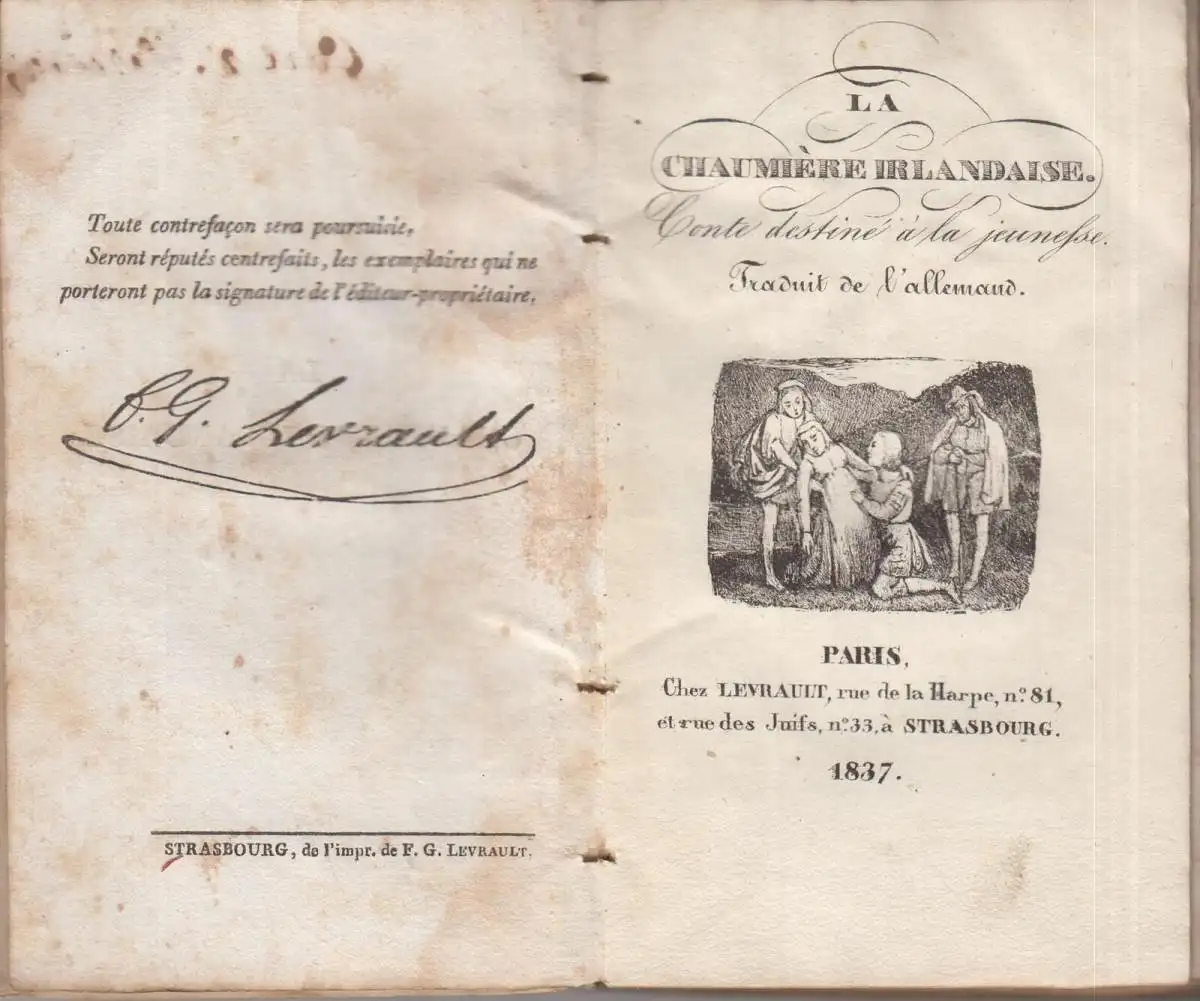 Toute contrefaçon sera poursuivie.
Seront réputés contrefaits, les exemplaires qui ne
porteront pas la signature de l'éditeur-propriétaire.
F. G. Levrault
STRASBOURG, de l'impr. de F. G. LEVRAULT.
LA
CHAUMIÈRE IRLANDAISE.
Conte destiné à la jeunesse.
Traduit de l'allemand.
PARIS,
Chez LEVRAULT, rue de la Harpe, n.º 81,
et rue des Juifs, n.º 33, à STRASBOURG.
1837.